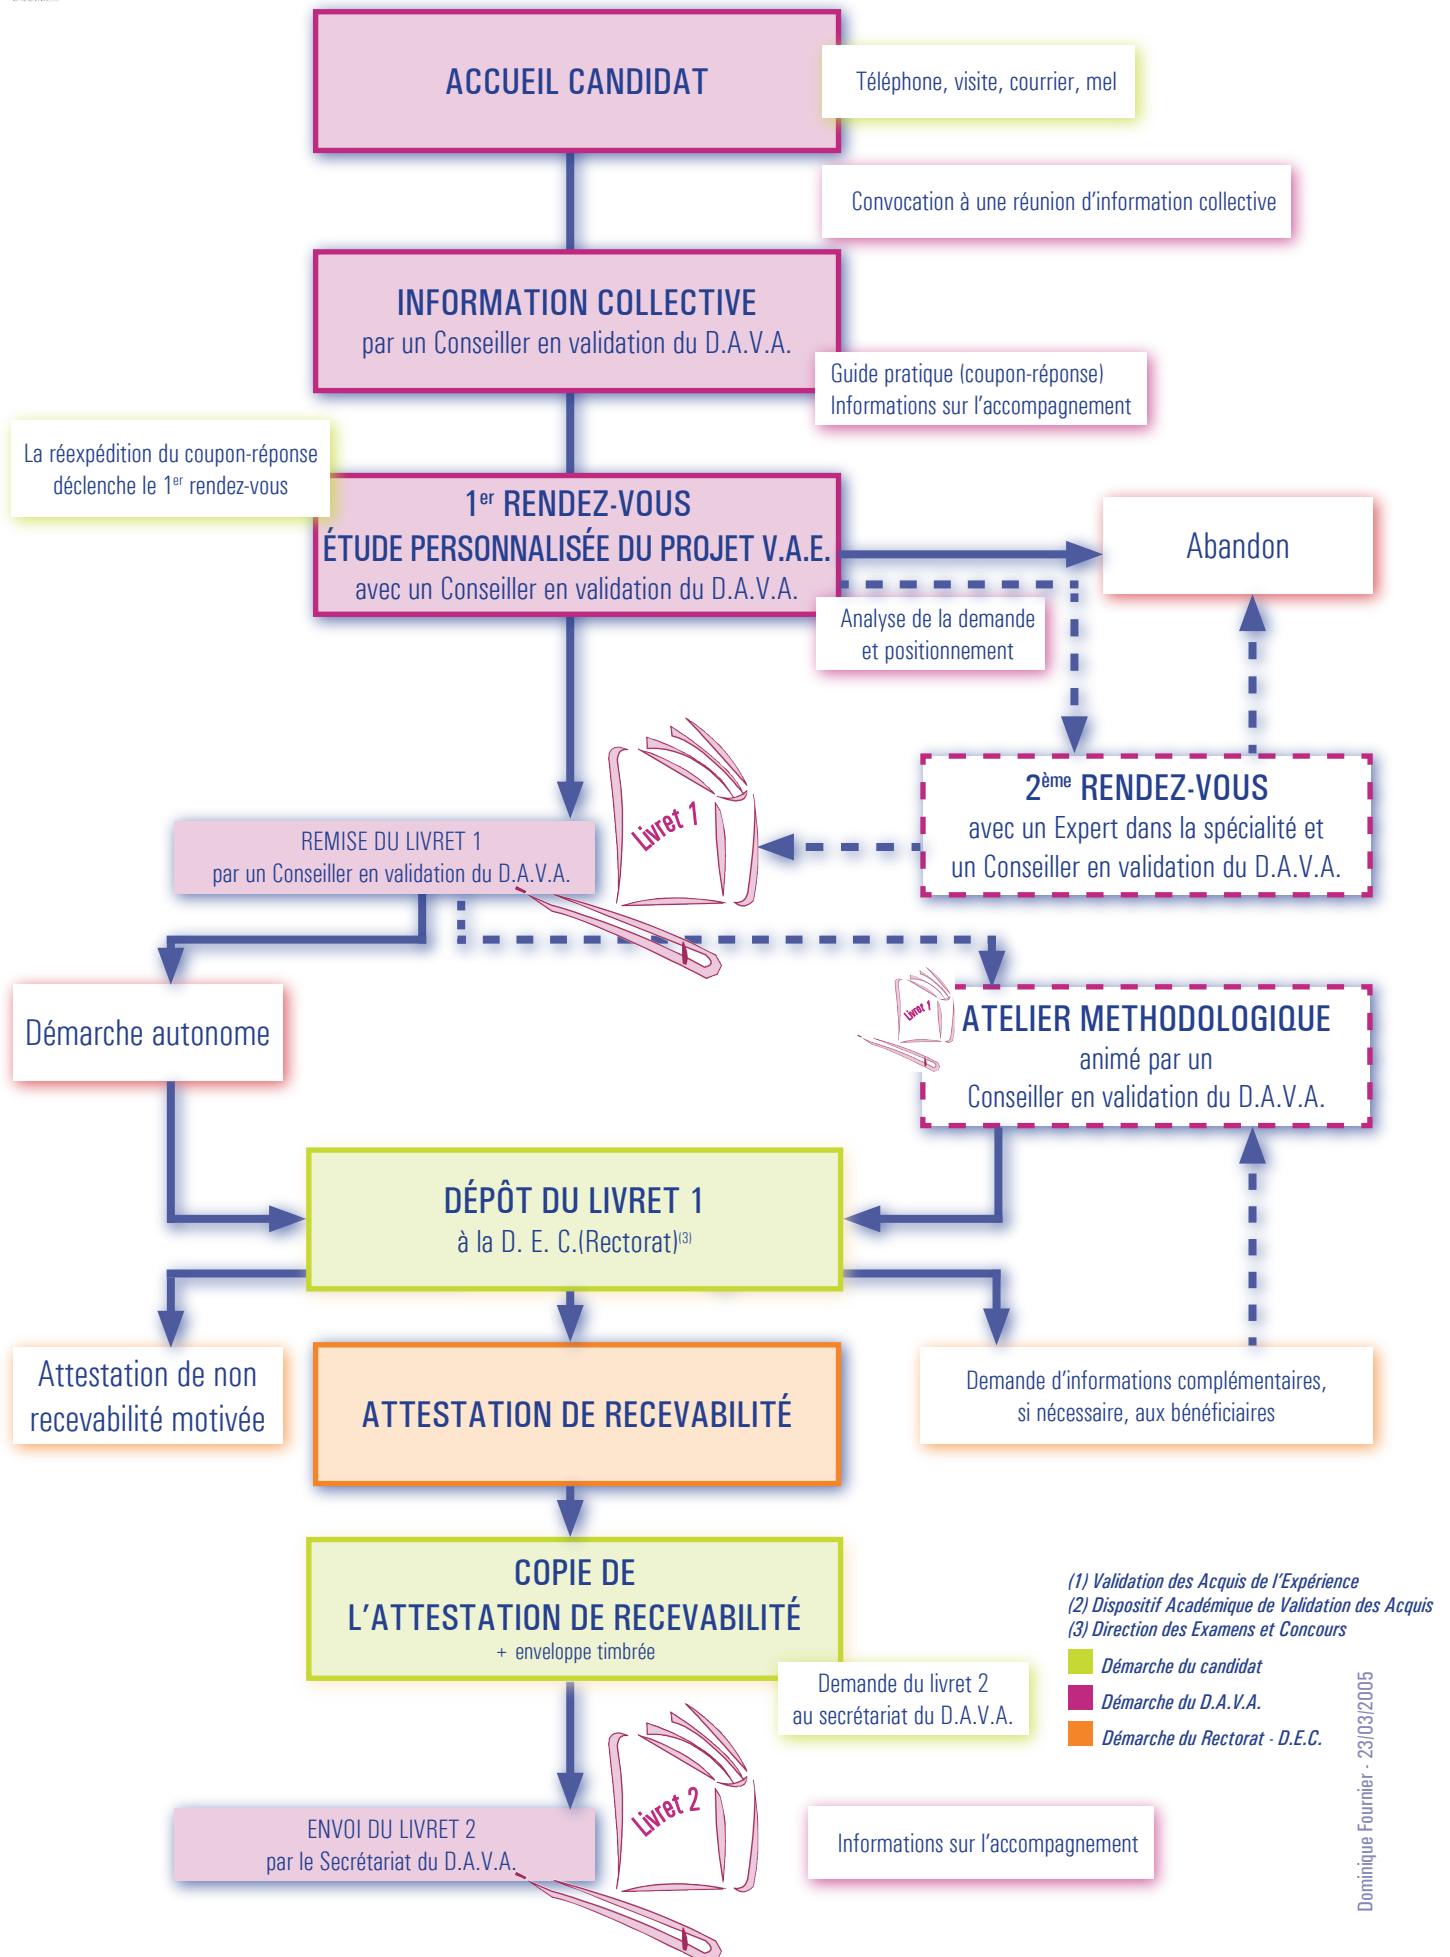 ACCUEIL CANDIDAT
Téléphone, visite, courrier, mel
Convocation à une réunion d'information collective
INFORMATION COLLECTIVE
par un Conseiller en validation du D.A.V.A.
Guide pratique (coupon-réponse)
Informations sur l'accompagnement
La réexpédition du coupon-réponse
déclenche le 1er rendez-vous
1er RENDEZ-VOUS
ÉTUDE PERSONNALISÉE DU PROJET V.A.E.
avec un Conseiller en validation du D.A.V.A.
Abandon
Analyse de la demande
et positionnement
2ème RENDEZ-VOUS
avec un Expert dans la spécialité et
un Conseiller en validation du D.A.V.A.
Livret 1
REMISE DU LIVRET 1
par un Conseiller en validation du D.A.V.A.
Démarche autonome
Livret 1
ATELIER METHODOLOGIQUE
animé par un
Conseiller en validation du D.A.V.A.
DÉPÔT DU LIVRET 1
à la D. E. C.(Rectorat)(3)
Attestation de non
recevabilité motivée
ATTESTATION DE RECEVABILITÉ
Demande d'informations complémentaires,
si nécessaire, aux bénéficiaires
COPIE DE
L'ATTESTATION DE RECEVABILITÉ
+ enveloppe timbrée
Demande du livret 2
au secrétariat du D.A.V.A.
(1) Validation des Acquis de l'Expérience
(2) Dispositif Académique de Validation des Acquis
(3) Direction des Examens et Concours
Démarche du candidat
Démarche du D.A.V.A.
Démarche du Rectorat - D.E.C.
Livret 2
ENVOI DU LIVRET 2
par le Secrétariat du D.A.V.A.
Informations sur l'accompagnement
Dominique Fournier - 23/03/2005